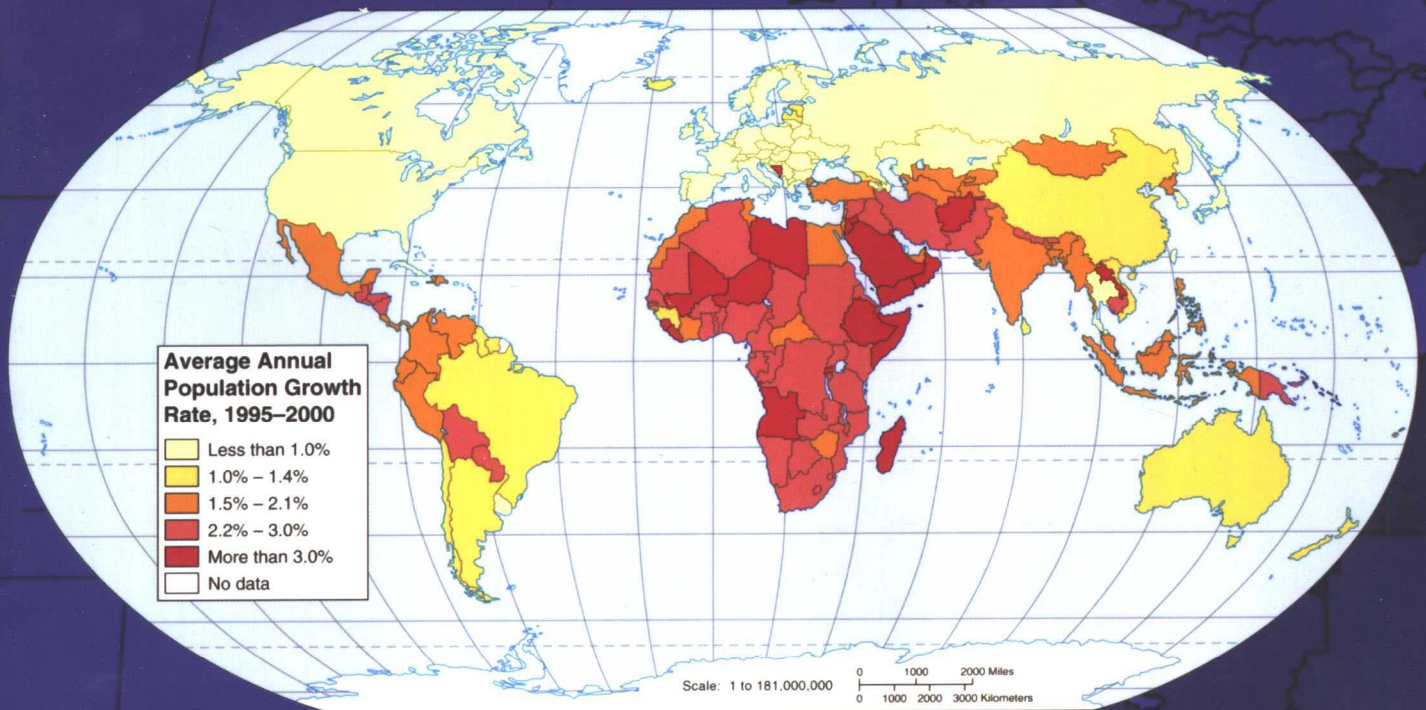 Average Annual
Population Growth
Rate, 1995–2000
Less than 1.0%
1.0% – 1.4%
1.5% – 2.1%
2.2% – 3.0%
More than 3.0%
No data
Scale: 1 to 181,000,000
0 1000 2000 Miles
0 1000 2000 3000 Kilometers